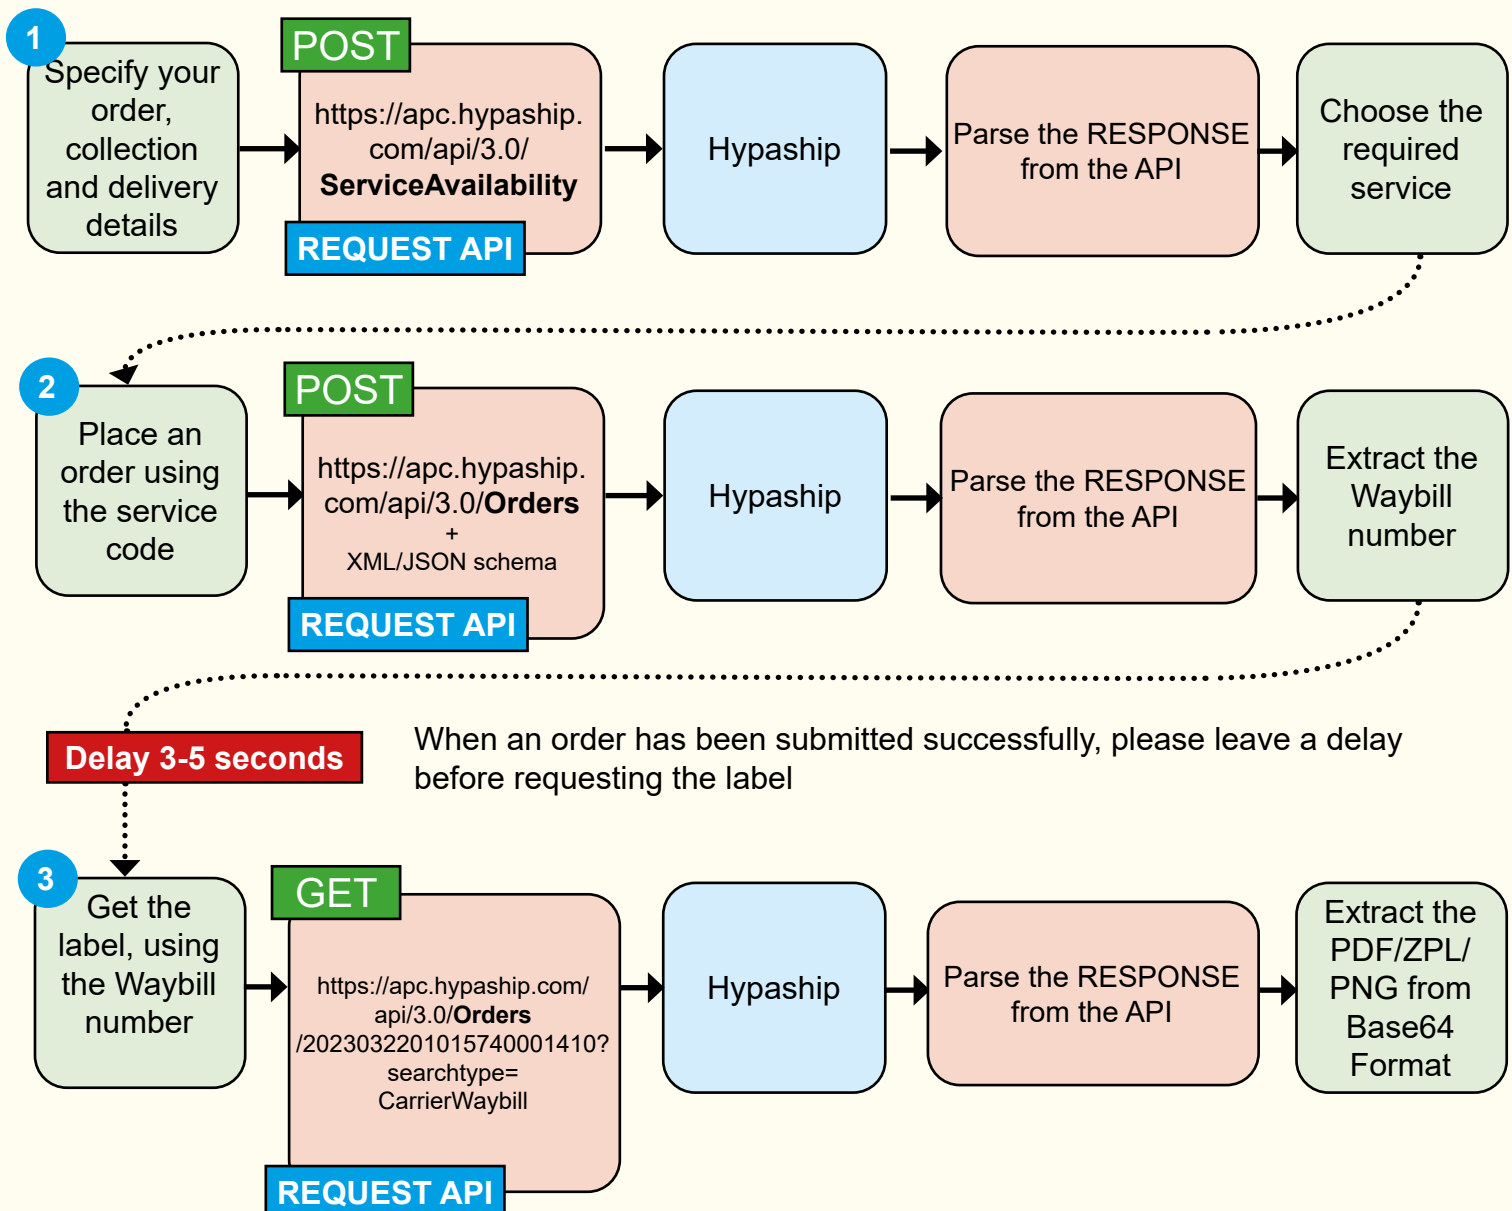 1
Specify your
order,
collection
and delivery
details
POST
https://apc.hypaship.
com/api/3.0/
ServiceAvailability
REQUEST API
Hypaship
Parse the RESPONSE
from the API
Choose the
required
service
2
Place an
order using
the service
code
POST
https://apc.hypaship.
com/api/3.0/Orders
+
XML/JSON schema
REQUEST API
Hypaship
Parse the RESPONSE
from the API
Extract the
Waybill
number
Delay 3-5 seconds
When an order has been submitted successfully, please leave a delay
before requesting the label
3
Get the
label, using
the Waybill
number
GET
https://apc.hypaship.com/
api/3.0/Orders
/2023032201015740001410?
searchtype=
CarrierWaybill
REQUEST API
Hypaship
Parse the RESPONSE
from the API
Extract the
PDF/ZPL/
PNG from
Base64
Format